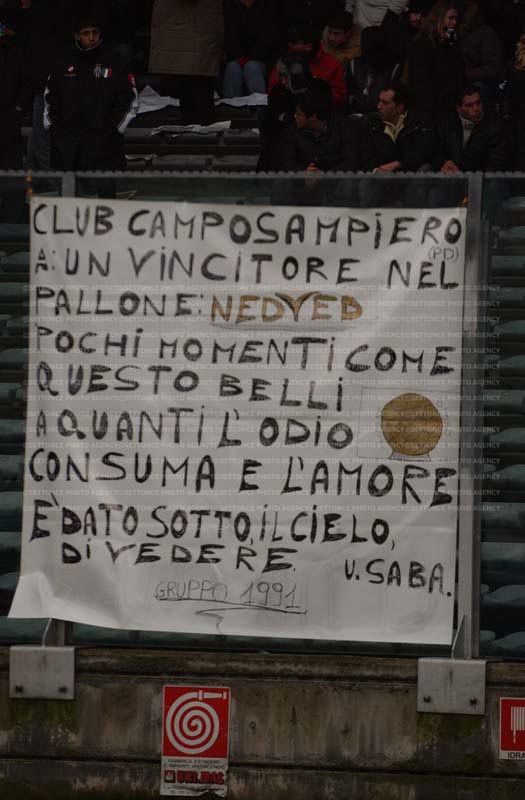 CLUB CAMPOSAMPIERO
(PD)
A: UN VINCITORE NEL
PALLONE: NEDVED
POCHI MOMENTI COME
QUESTO BELLI
A QUANTI L'ODIO
CONSUMA E L'AMORE
E' DATO SOTTO, IL CIELO,
DI VEDERE.
U. SABA.
GRUPPO 1991
IDRA